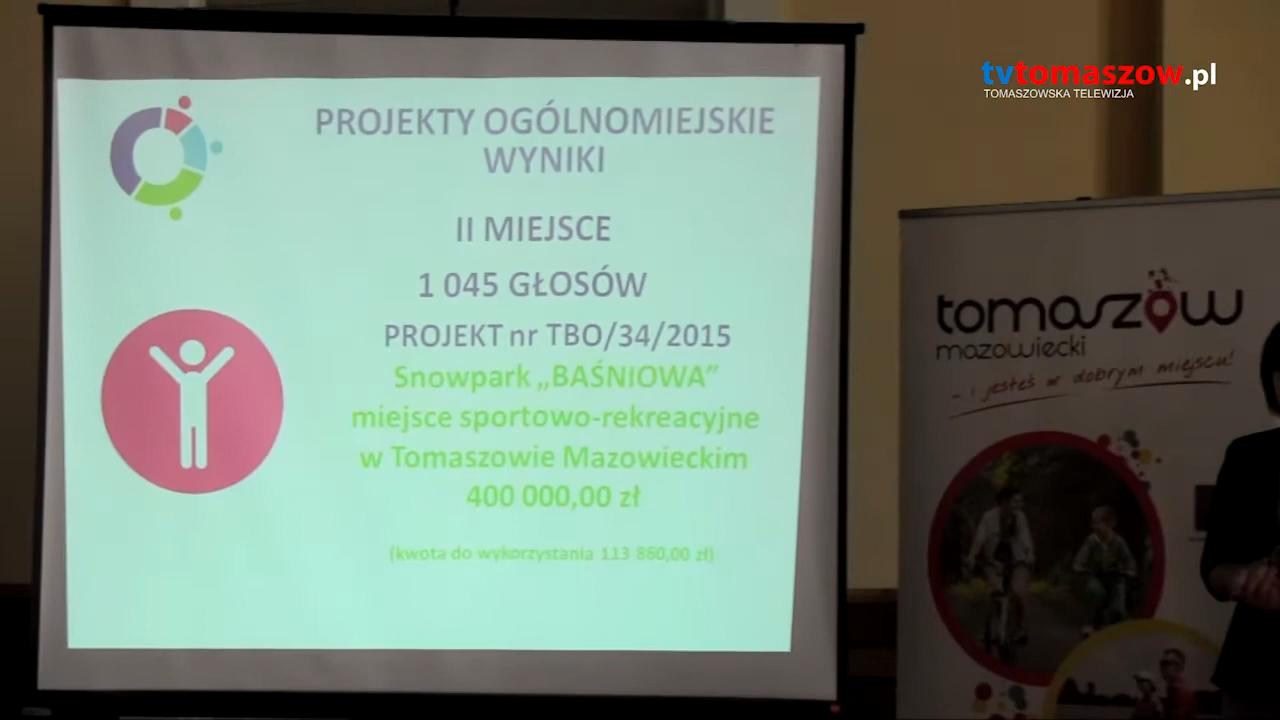 tvtomaszow.pl
TOMASZOWSKA TELEWIZJA
PROJEKTY OGÓLNOMIEJSKIE
WYNIKI
II MIEJSCE
1 045 GŁOSÓW
PROJEKT nr TBO/34/2015
Snowpark „BAŚNIOWA”
miejsce sportowo-rekreacyjne
w Tomaszowie Mazowieckim
400 000,00 zł
(kwota do wykorzystania 113 860,00 zł)
tomaszów
mazowiecki
- i jesteś w dobrym miejscu!